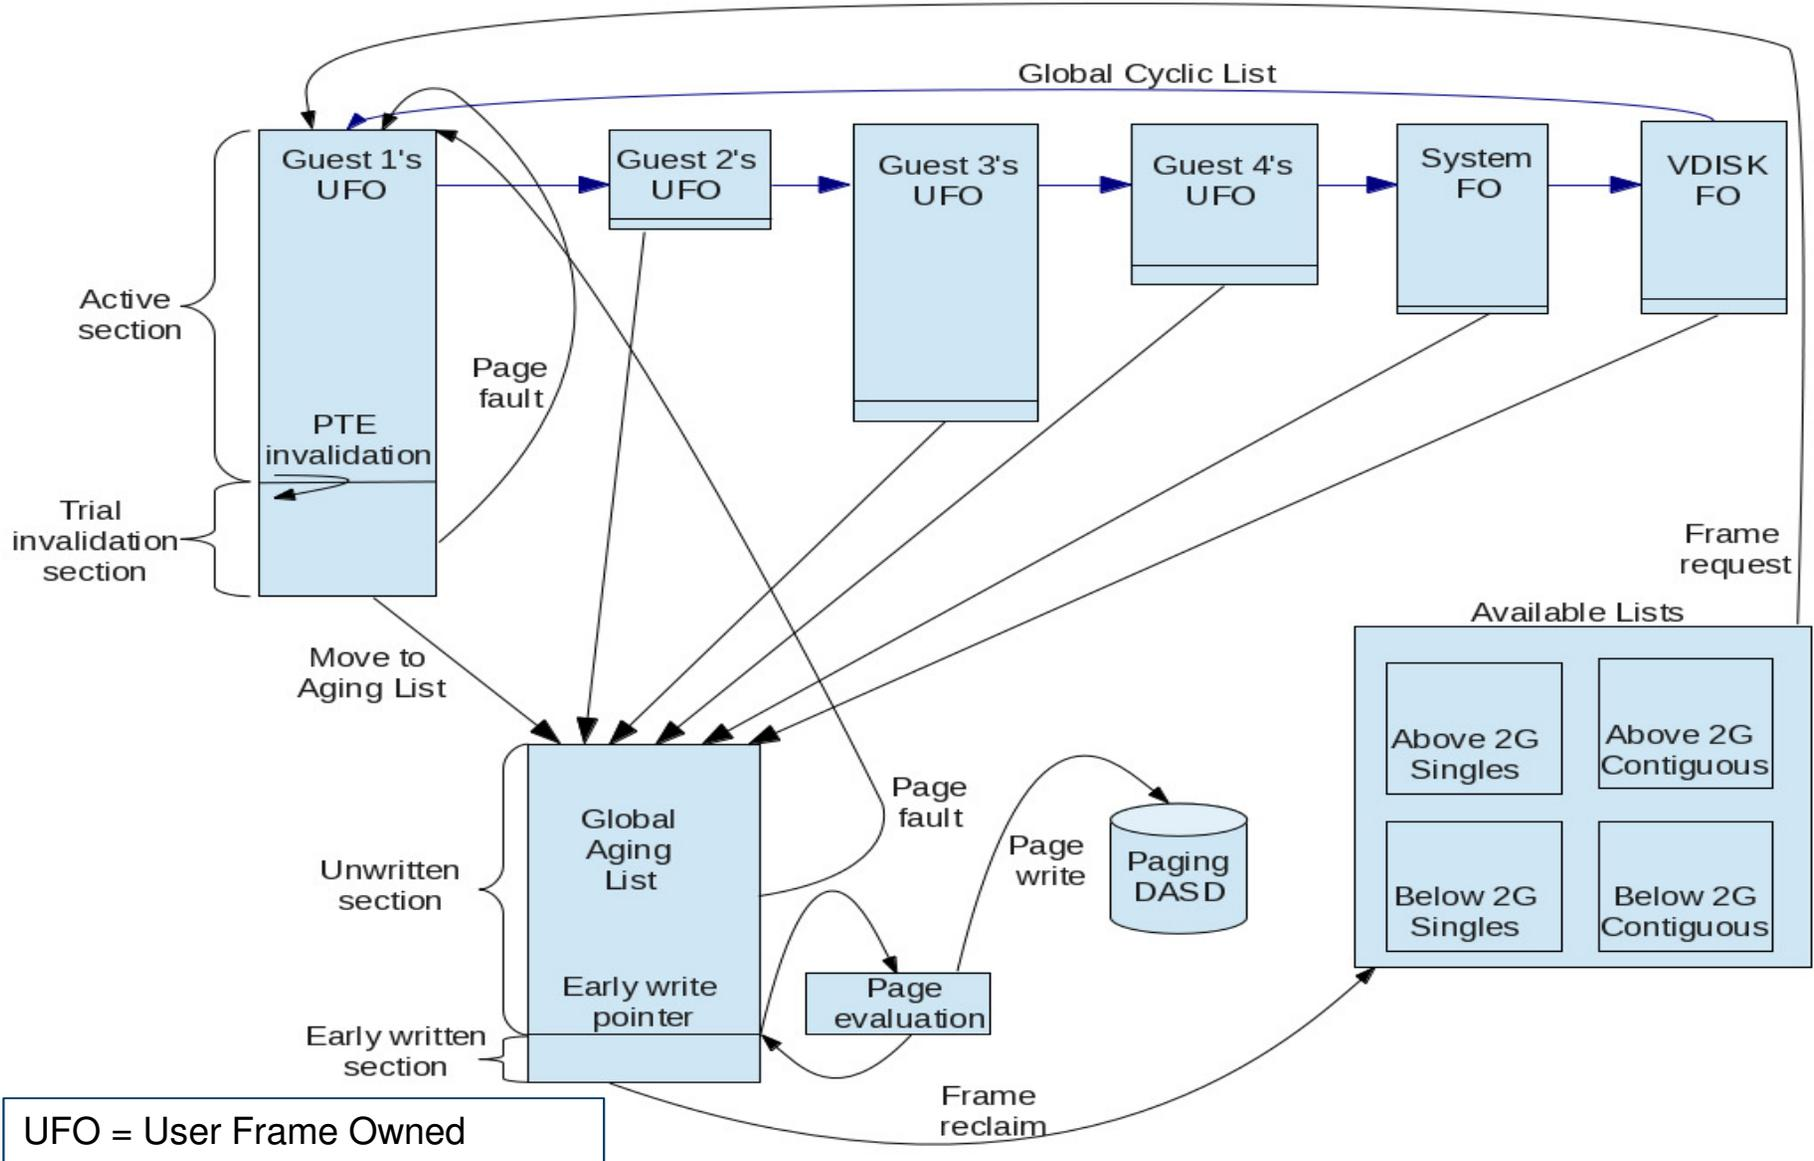 Global Cyclic List
Guest 1's
UFO
Guest 2's
UFO
Guest 3's
UFO
Guest 4's
UFO
System
FO
VDISK
FO
Active
section
Page
fault
PTE
invalidation
Trial
invalidation
section
Frame
request
Available Lists
Move to
Aging List
Above 2G
Singles
Above 2G
Contiguous
Below 2G
Singles
Below 2G
Contiguous
Page
fault
Global
Aging
List
Page
write
Paging
DASD
Unwritten
section
Early write
pointer
Page
evaluation
Early written
section
Frame
reclaim
UFO = User Frame Owned